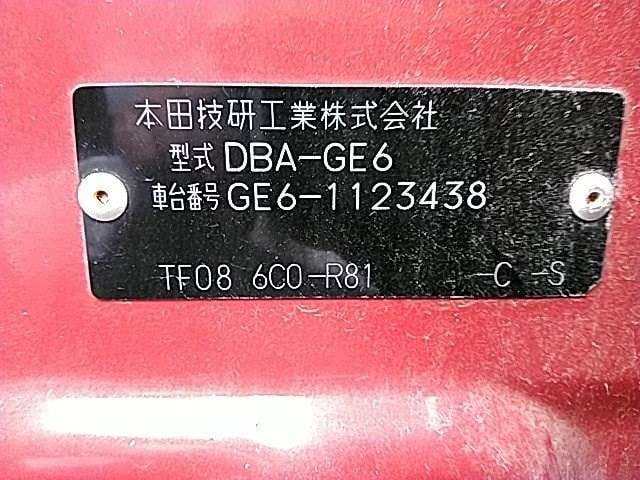 本田技研工業株式会社
型式 DBA-GE6
車台番号 GE6-1123438
TF08 6C0-R81 -C -S